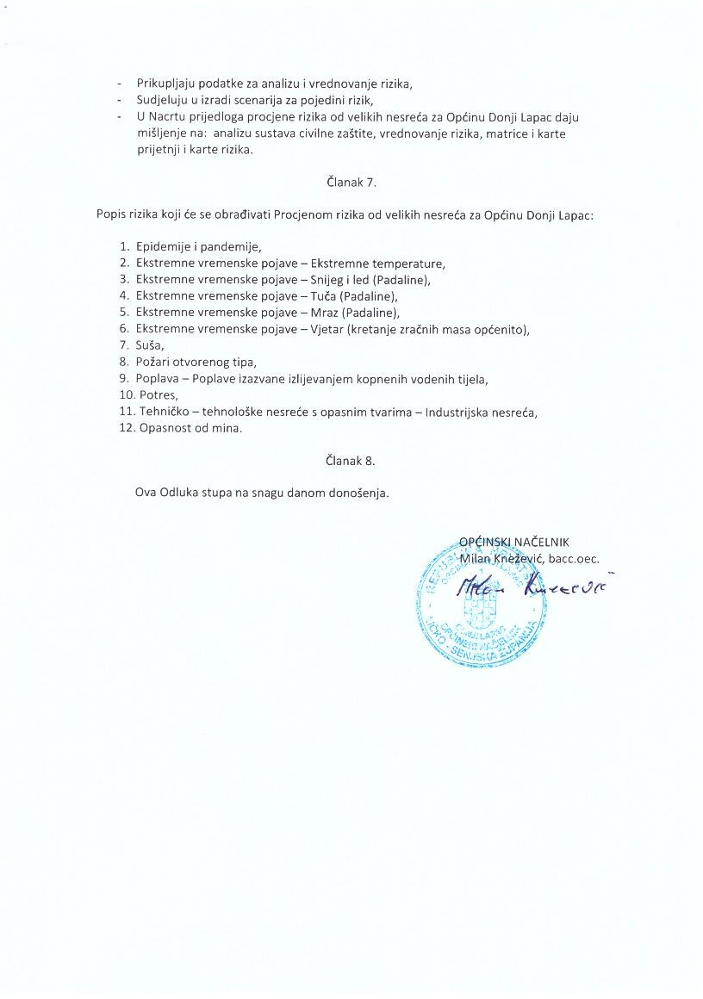 - Prikupljaju podatke za analizu i vrednovanje rizika,
- Sudjeluju u izradi scenarija za pojedini rizik,
- U Nacrtu prijedloga procjene rizika od velikih nesreća za Općinu Donji Lapac daju
mišljenje na: analizu sustava civilne zaštite, vrednovanje rizika, matrice i karte
prijetnji i karte rizika.
Članak 7.
Popis rizika koji će se obrađivati Procjenom rizika od velikih nesreća za Općinu Donji Lapac:
1. Epidemije i pandemije,
2. Ekstremne vremenske pojave – Ekstremne temperature,
3. Ekstremne vremenske pojave – Snijeg i led (Padaline),
4. Ekstremne vremenske pojave – Tuča (Padaline),
5. Ekstremne vremenske pojave – Mraz (Padaline),
6. Ekstremne vremenske pojave – Vjetar (kretanje zračnih masa općenito),
7. Suša,
8. Požari otvorenog tipa,
9. Poplava – Poplave izazvane izlijevanjem kopnenih vodenih tijela,
10. Potres,
11. Tehničko – tehnološke nesreće s opasnim tvarima – Industrijska nesreća,
12. Opasnost od mina.
Članak 8.
Ova Odluka stupa na snagu danom donošenja.
OPĆINSKI NAČELNIK
Milan Knežević, bacc.oec.
Milan Knežević
REPUBLIKA HRVATSKA
OPĆINA DONJI LAPAC
DONJI LAPAC
OPĆINSKI NAČELNIK
LIČKO - SENJSKA ŽUPANIJA